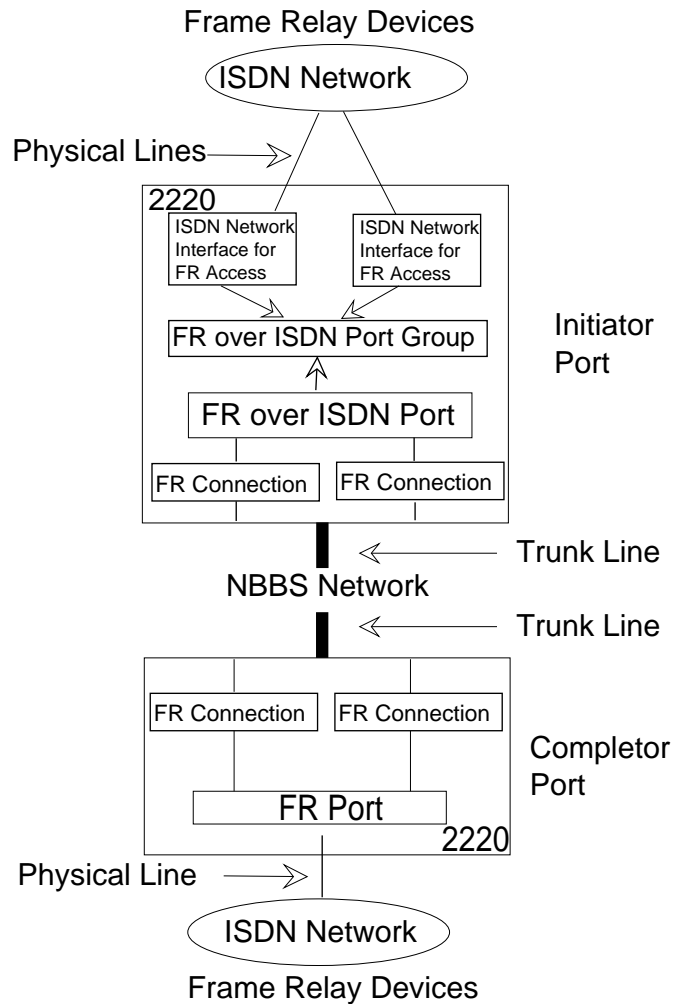 Frame Relay Devices
ISDN Network
Physical Lines
2220
ISDN Network
Interface for
FR Access
ISDN Network
Interface for
FR Access
FR over ISDN Port Group
Initiator
Port
FR over ISDN Port
FR Connection
FR Connection
Trunk Line
NBBS Network
Trunk Line
FR Connection
FR Connection
Completor
Port
FR Port
2220
Physical Line
ISDN Network
Frame Relay Devices